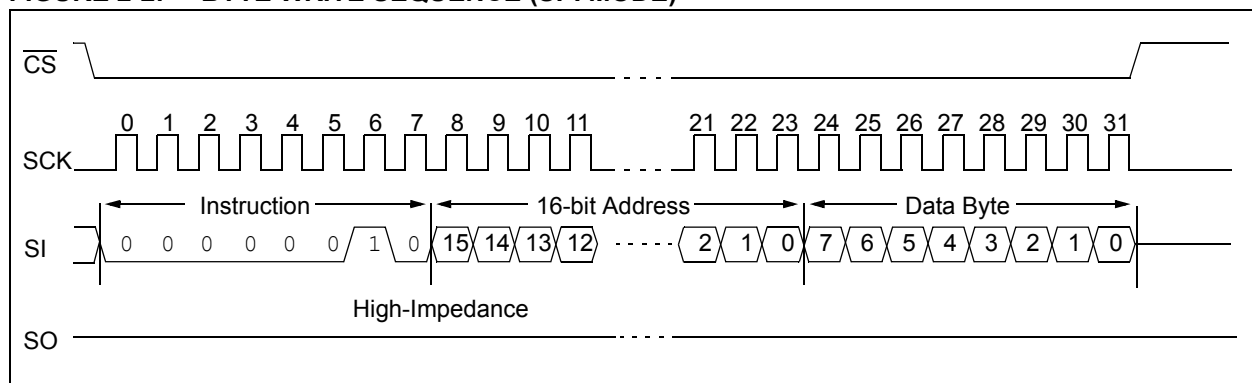 CS
0 1 2 3 4 5 6 7 8 9 10 11 21 22 23 24 25 26 27 28 29 30 31
SCK
Instruction 16-bit Address Data Byte
SI 0 0 0 0 0 0 1 0 15 14 13 12 2 1 0 7 6 5 4 3 2 1 0
High-Impedance
SO